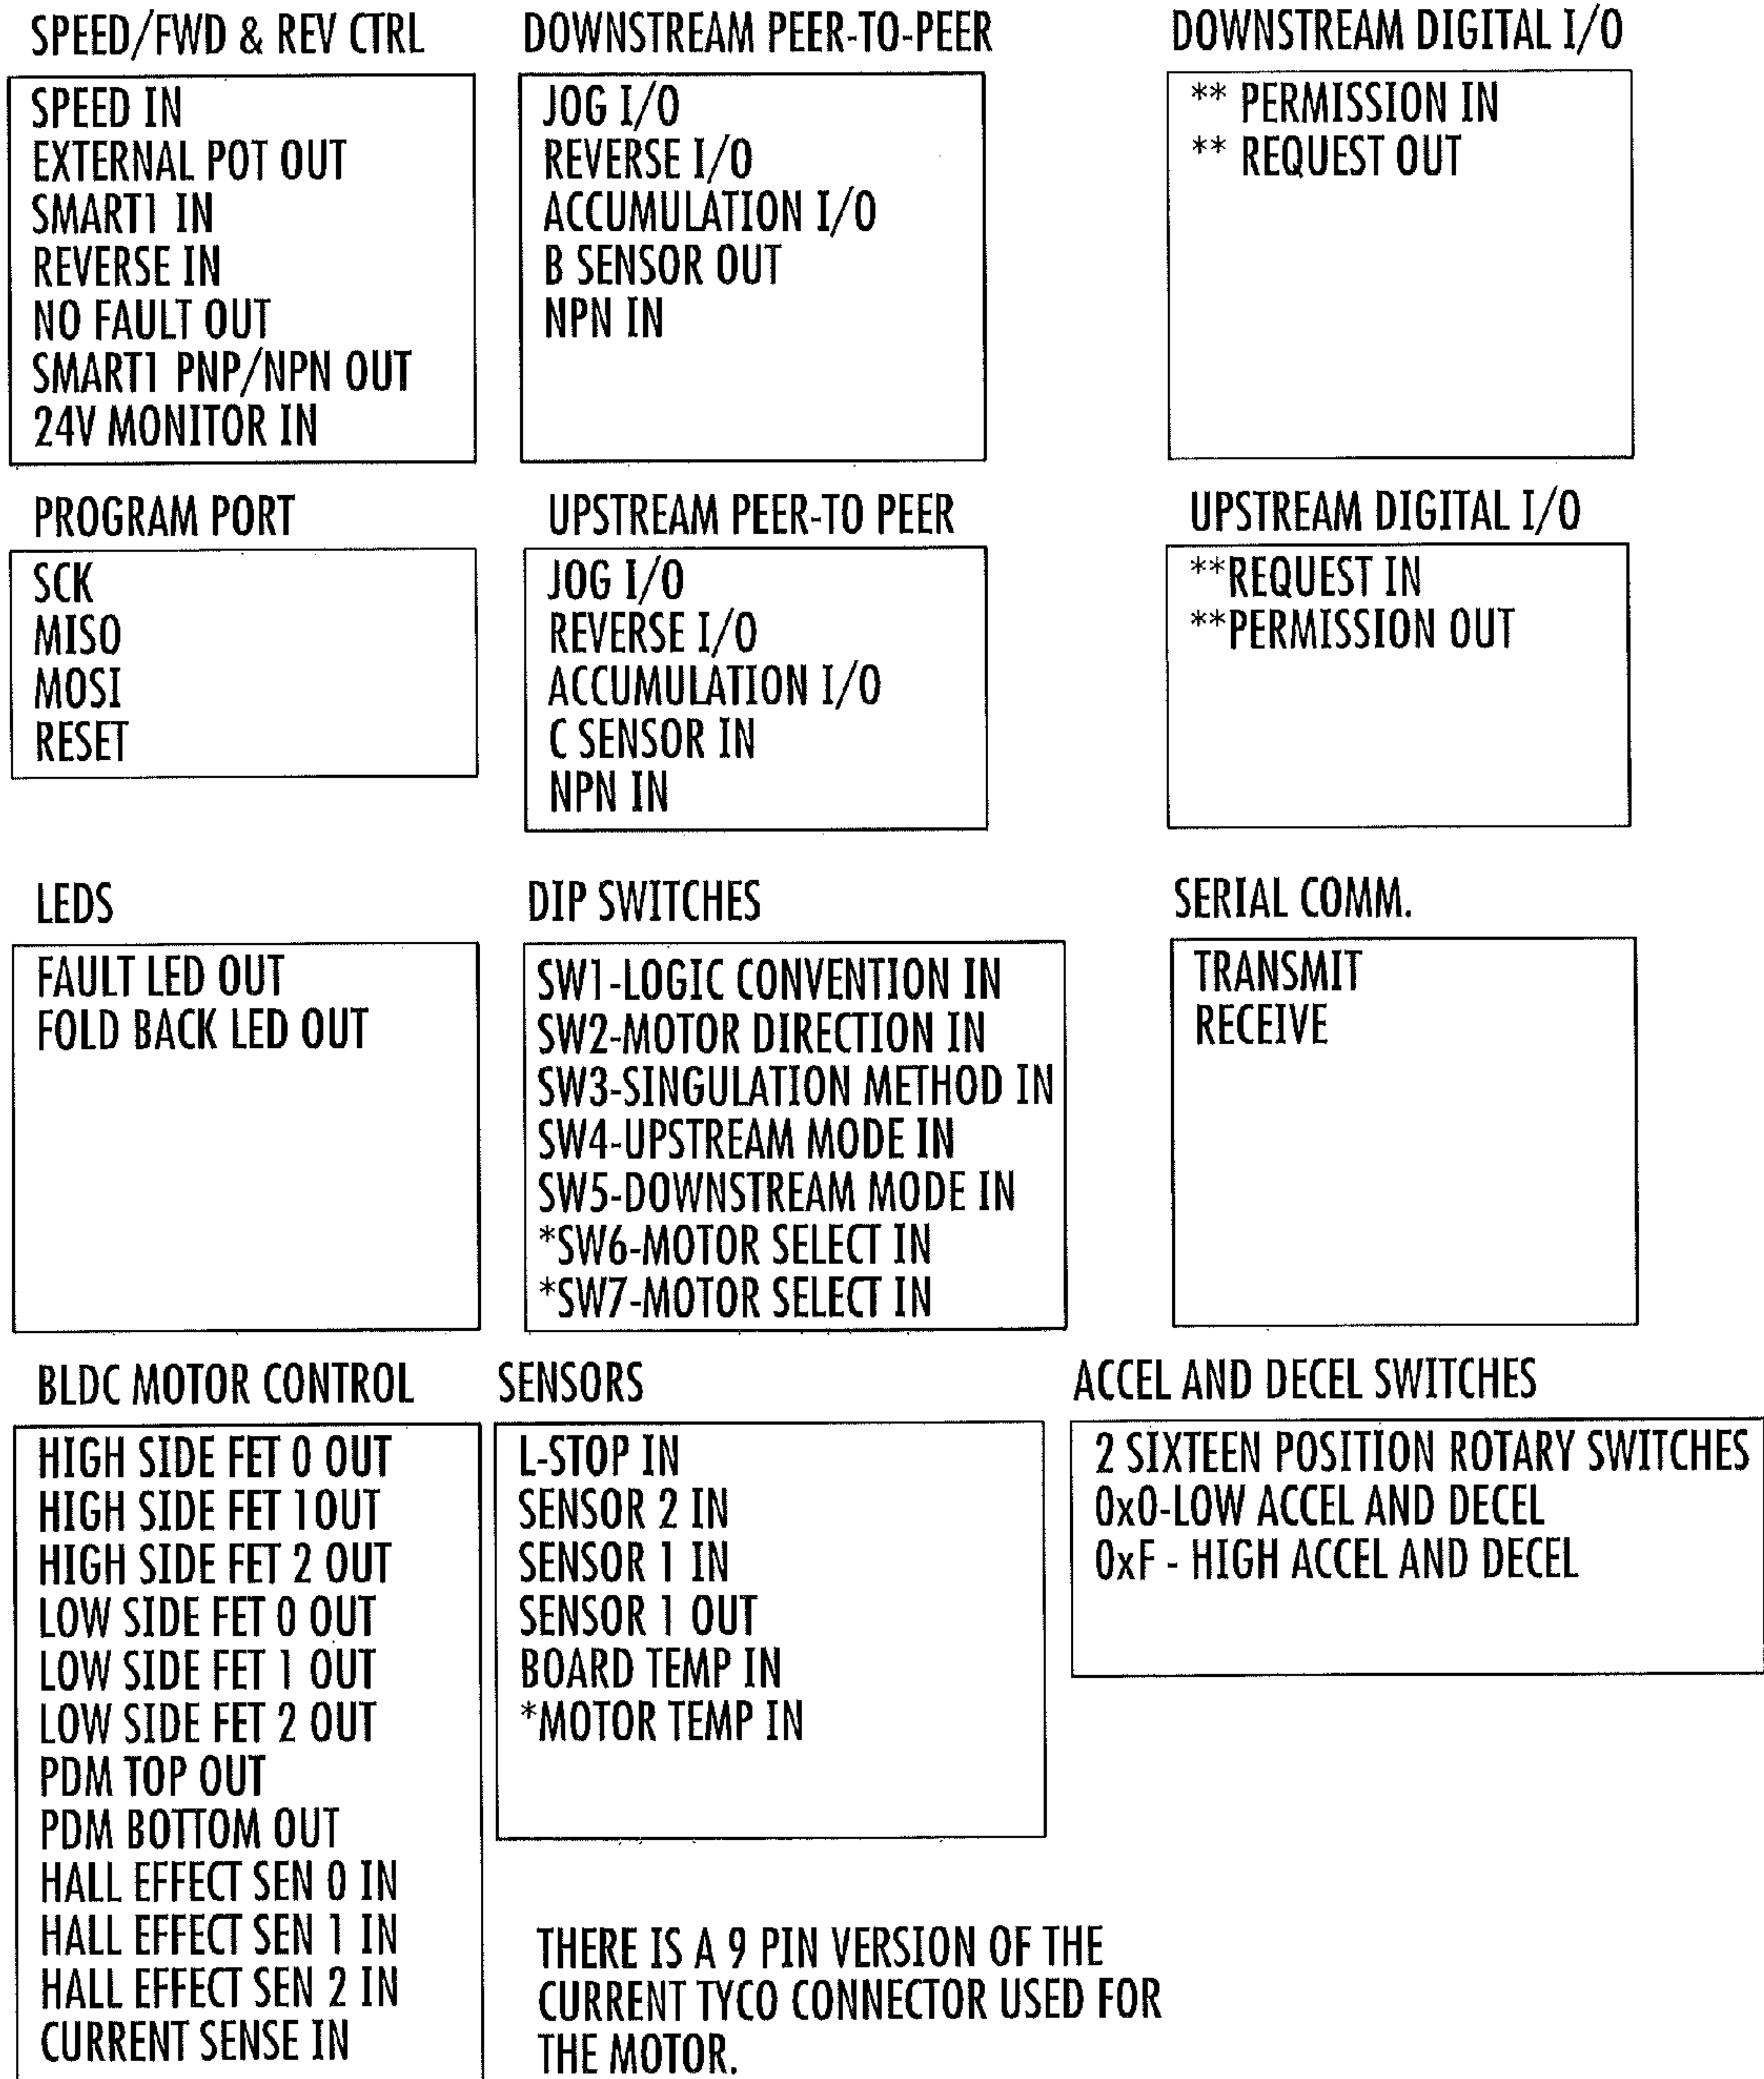 SPEED/FWD & REV CTRL
SPEED IN
EXTERNAL POT OUT
SMART1 IN
REVERSE IN
NO FAULT OUT
SMART1 PNP/NPN OUT
24V MONITOR IN
DOWNSTREAM PEER-TO-PEER
JOG I/O
REVERSE I/O
ACCUMULATION I/O
B SENSOR OUT
NPN IN
DOWNSTREAM DIGITAL I/O
** PERMISSION IN
** REQUEST OUT
PROGRAM PORT
SCK
MISO
MOSI
RESET
UPSTREAM PEER-TO PEER
JOG I/O
REVERSE I/O
ACCUMULATION I/O
C SENSOR IN
NPN IN
UPSTREAM DIGITAL I/O
**REQUEST IN
**PERMISSION OUT
LEDS
FAULT LED OUT
FOLD BACK LED OUT
DIP SWITCHES
SW1-LOGIC CONVENTION IN
SW2-MOTOR DIRECTION IN
SW3-SINGULATION METHOD IN
SW4-UPSTREAM MODE IN
SW5-DOWNSTREAM MODE IN
*SW6-MOTOR SELECT IN
*SW7-MOTOR SELECT IN
SERIAL COMM.
TRANSMIT
RECEIVE
BLDC MOTOR CONTROL
HIGH SIDE FET 0 OUT
HIGH SIDE FET 1OUT
HIGH SIDE FET 2 OUT
LOW SIDE FET 0 OUT
LOW SIDE FET 1 OUT
LOW SIDE FET 2 OUT
PDM TOP OUT
PDM BOTTOM OUT
HALL EFFECT SEN 0 IN
HALL EFFECT SEN 1 IN
HALL EFFECT SEN 2 IN
CURRENT SENSE IN
SENSORS
L-STOP IN
SENSOR 2 IN
SENSOR 1 IN
SENSOR 1 OUT
BOARD TEMP IN
*MOTOR TEMP IN
ACCEL AND DECEL SWITCHES
2 SIXTEEN POSITION ROTARY SWITCHES
0x0-LOW ACCEL AND DECEL
0xF - HIGH ACCEL AND DECEL
THERE IS A 9 PIN VERSION OF THE
CURRENT TYCO CONNECTOR USED FOR
THE MOTOR.